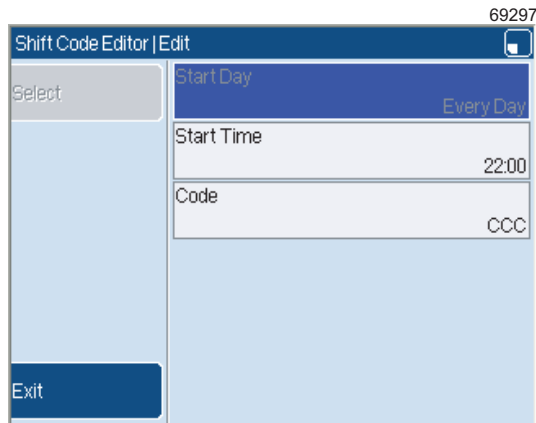 69297
Shift Code Editor | Edit
Select
Start Day
Every Day
Start Time
22:00
Code
CCC
Exit